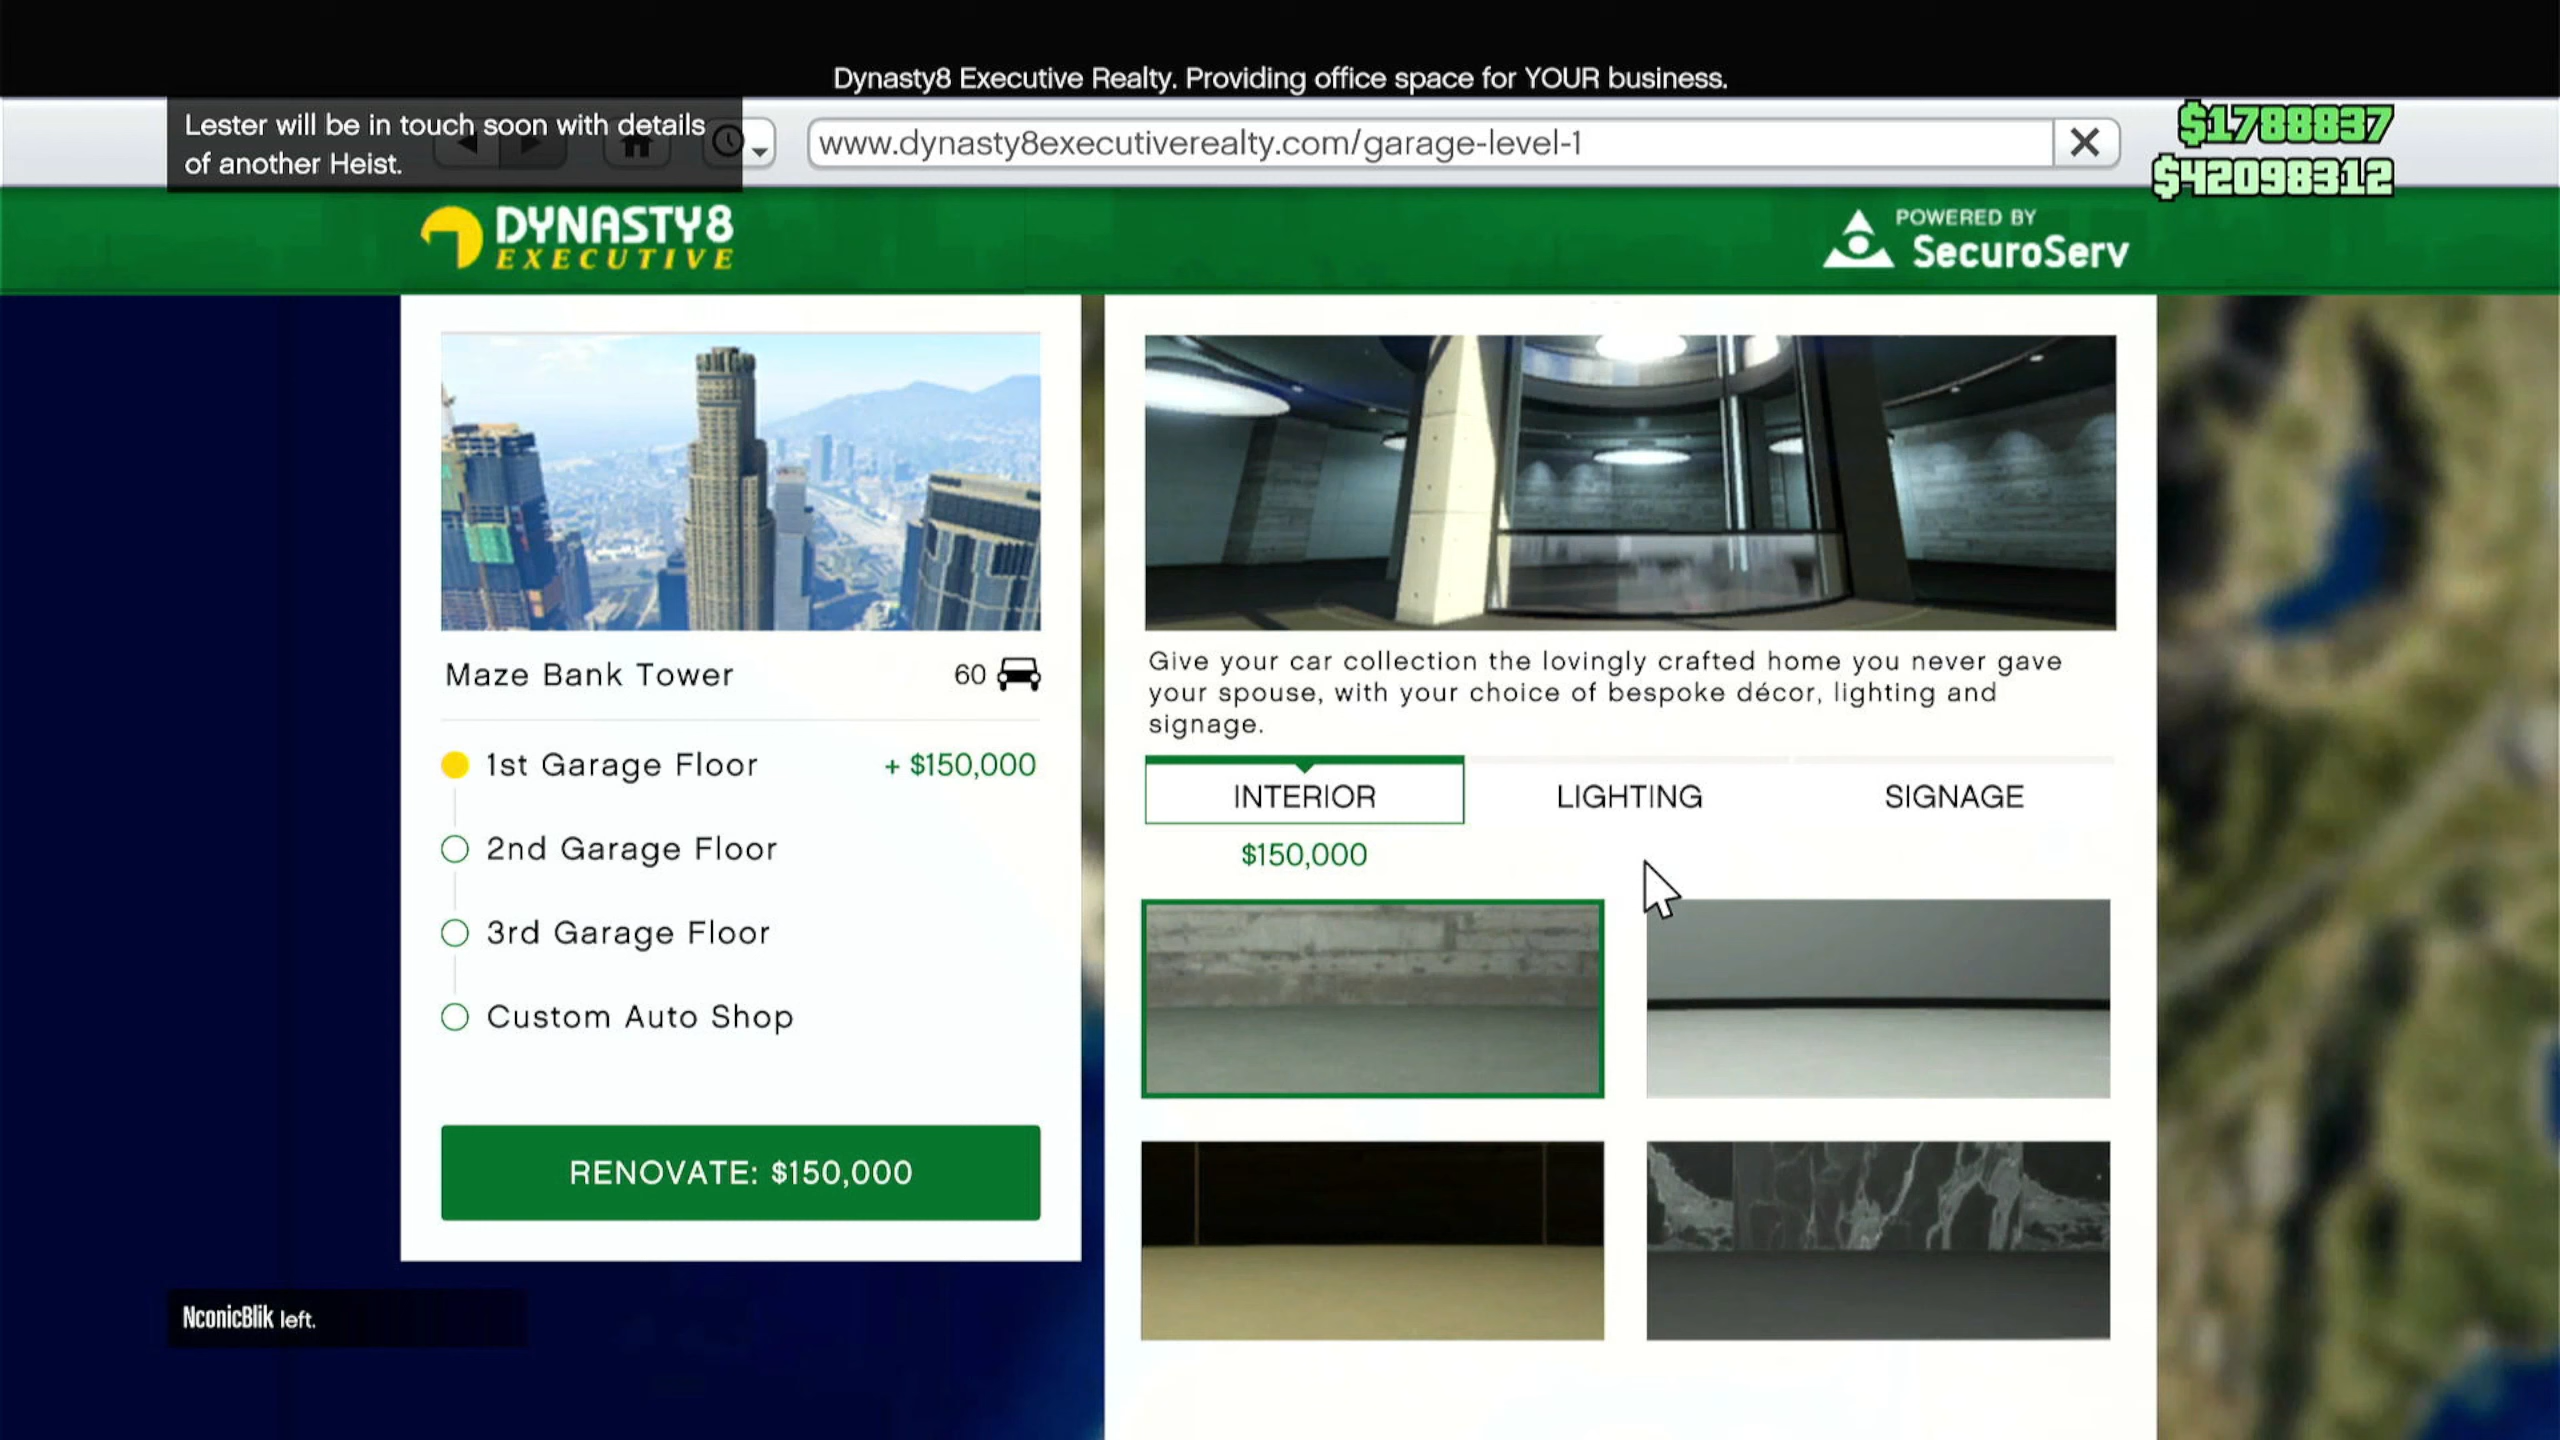 Dynasty8 Executive Realty. Providing office space for YOUR business.
Lester will be in touch soon with details
of another Heist.
www.dynasty8executiverealty.com/garage-level-1
$1788837
$42098312
DYNASTY8
EXECUTIVE
POWERED BY
SecuroServ
Maze Bank Tower 60
1st Garage Floor + $150,000
2nd Garage Floor
3rd Garage Floor
Custom Auto Shop
RENOVATE: $150,000
Give your car collection the lovingly crafted home you never gave
your spouse, with your choice of bespoke décor, lighting and
signage.
INTERIOR LIGHTING SIGNAGE
$150,000
NconicBlik left.